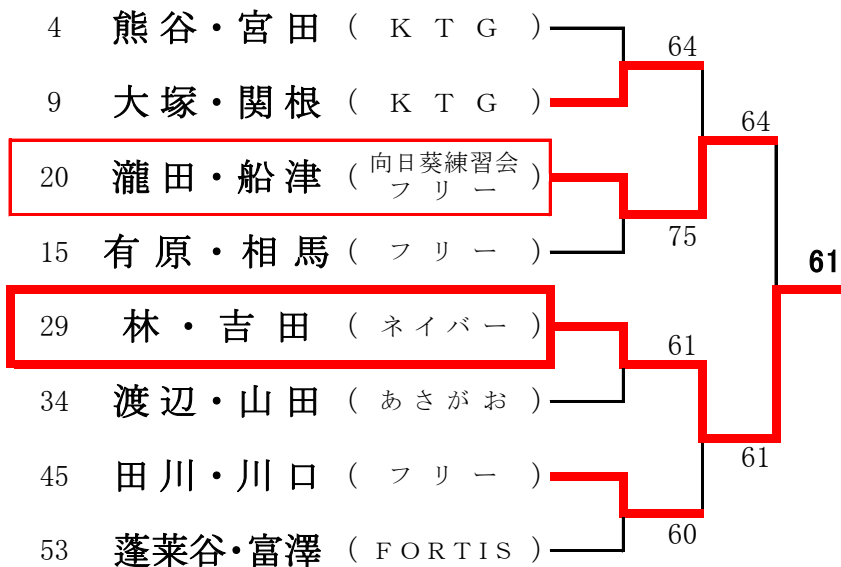 4 熊谷・宮田 ( KTG )
64
9 大塚・関根 ( KTG )
64
20 瀧田・船津 ( 向日葵練習会
フリー )
75
15 有原・相馬 ( フリー )
61
29 林・吉田 ( ネイバー )
61
34 渡辺・山田 ( あさがお )
61
45 田川・川口 ( フリー )
60
53 蓬莱谷・富澤 ( FORTIS )